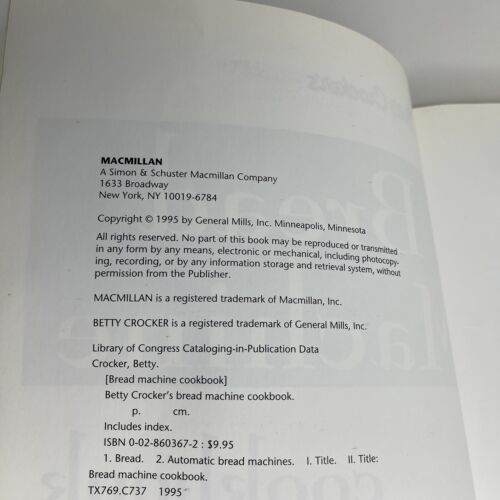 MACMILLAN
A Simon & Schuster Macmillan Company
1633 Broadway
New York, NY 10019-6784
Copyright © 1995 by General Mills, Inc. Minneapolis, Minnesota
All rights reserved. No part of this book may be reproduced or transmitted
in any form by any means, electronic or mechanical, including photocopy-
ing, recording, or by any information storage and retrieval system, without
permission from the Publisher.
MACMILLAN is a registered trademark of Macmillan, Inc.
BETTY CROCKER is a registered trademark of General Mills, Inc.
Library of Congress Cataloging-in-Publication Data
Crocker, Betty.
[Bread machine cookbook]
Betty Crocker's bread machine cookbook.
p. cm.
Includes index.
ISBN 0-02-860367-2 : $9.95
1. Bread. 2. Automatic bread machines. I. Title. II. Title:
Bread machine cookbook.
TX769.C737 1995